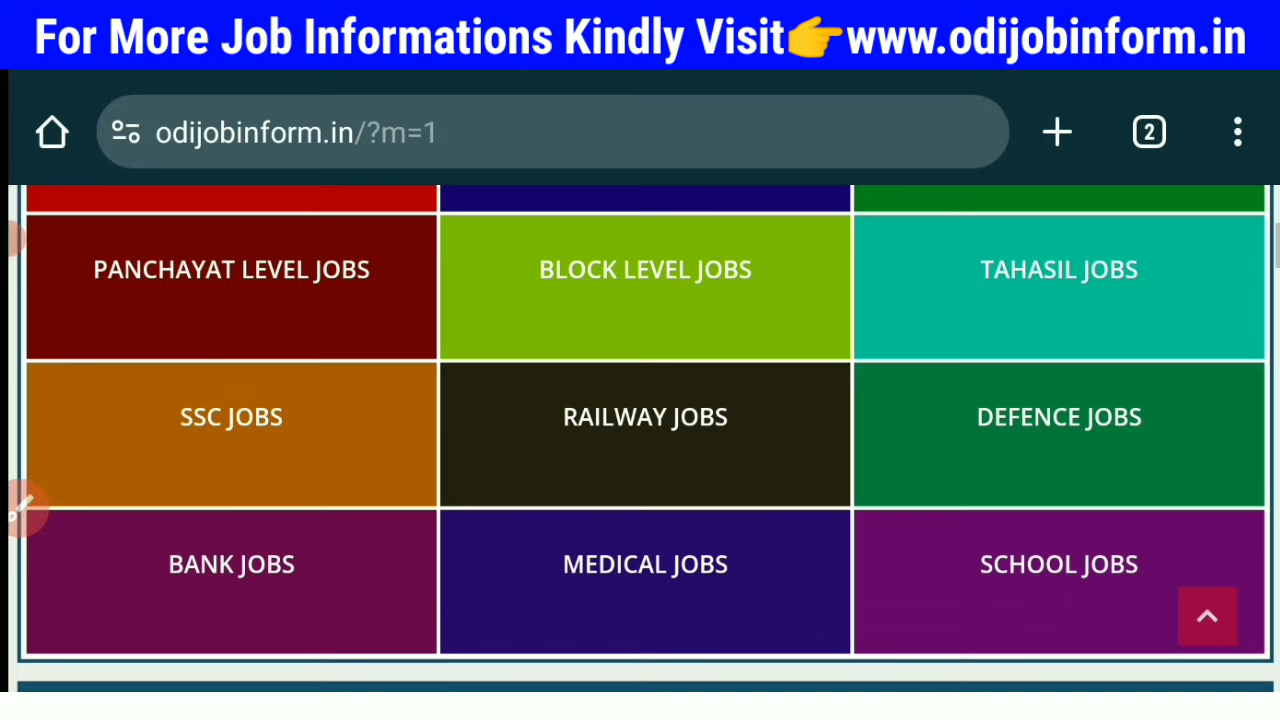 For More Job Informations Kindly Visit👉www.odijobinform.in
odijobinform.in/?m=1
2
PANCHAYAT LEVEL JOBS
BLOCK LEVEL JOBS
TAHASIL JOBS
SSC JOBS
RAILWAY JOBS
DEFENCE JOBS
BANK JOBS
MEDICAL JOBS
SCHOOL JOBS